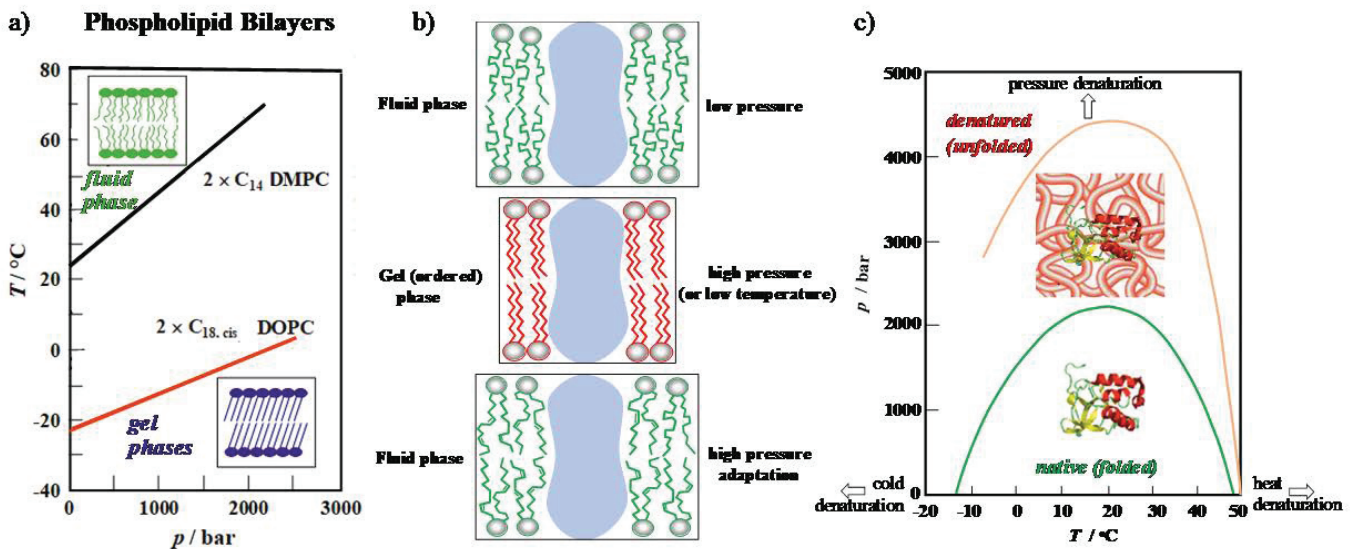 a)
Phospholipid Bilayers
80
60
40
20
0
-20
-40
T / °C
0
1000
2000
3000
p / bar
fluid
phase
2 × C14 DMPC
2 × C18, cis DOPC
gel
phases
b)
Fluid phase
low pressure
Gel (ordered)
phase
high pressure
(or low temperature)
Fluid phase
high pressure
adaptation
c)
5000
4000
3000
2000
1000
0
p / bar
pressure denaturation
denatured
(unfolded)
native (folded)
cold
denaturation
heat
denaturation
-20
-10
0
10
20
30
40
50
T / °C